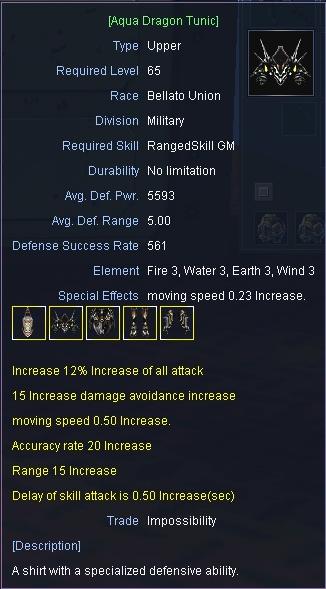 [Aqua Dragon Tunic]
Type Upper
Required Level 65
Race Bellato Union
Division Military
Required Skill RangedSkill GM
Durability No limitation
Avg. Def. Pwr. 5593
Avg. Def. Range 5.00
Defense Success Rate 561
Element Fire 3, Water 3, Earth 3, Wind 3
Special Effects moving speed 0.23 Increase.
Increase 12% Increase of all attack
15 Increase damage avoidance increase
moving speed 0.50 Increase.
Accuracy rate 20 Increase
Range 15 Increase
Delay of skill attack is 0.50 Increase(sec)
Trade Impossibility
[Description]
A shirt with a specialized defensive ability.